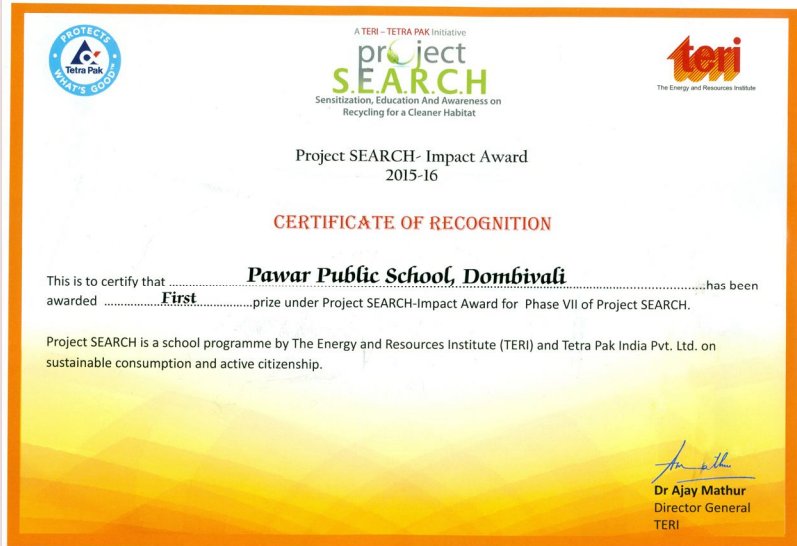 PROTECTS
Tetra Pak
WHAT'S GOOD™
A TERI – TETRA PAK Initiative
project
S.E.A.R.C.H
Sensitization, Education And Awareness on
Recycling for a Cleaner Habitat
teri
The Energy and Resources Institute
Project SEARCH- Impact Award
2015-16
CERTIFICATE OF RECOGNITION
This is to certify that ........ Pawar Public School, Dombivali ........has been
awarded ........First........prize under Project SEARCH-Impact Award for Phase VII of Project SEARCH.
Project SEARCH is a school programme by The Energy and Resources Institute (TERI) and Tetra Pak India Pvt. Ltd. on
sustainable consumption and active citizenship.
Dr Ajay Mathur
Director General
TERI